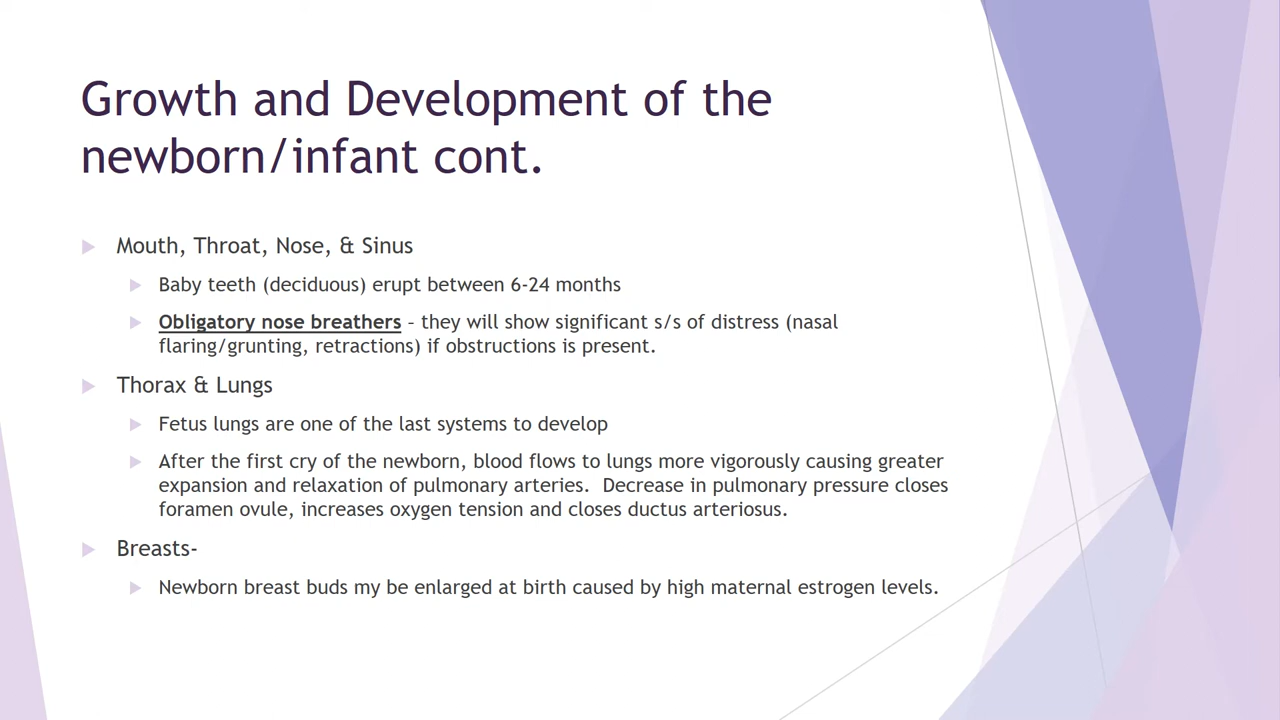 Growth and Development of the
newborn/infant cont.
Mouth, Throat, Nose, & Sinus
Baby teeth (deciduous) erupt between 6-24 months
Obligatory nose breathers – they will show significant s/s of distress (nasal
flaring/grunting, retractions) if obstructions is present.
Thorax & Lungs
Fetus lungs are one of the last systems to develop
After the first cry of the newborn, blood flows to lungs more vigorously causing greater
expansion and relaxation of pulmonary arteries.  Decrease in pulmonary pressure closes
foramen ovule, increases oxygen tension and closes ductus arteriosus.
Breasts-
Newborn breast buds my be enlarged at birth caused by high maternal estrogen levels.